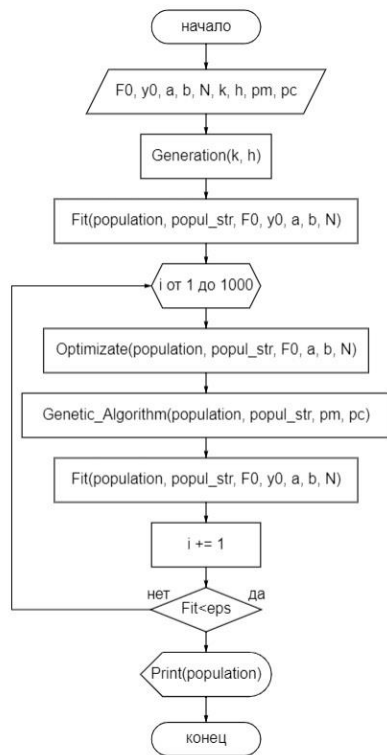 начало
F0, y0, a, b, N, k, h, pm, pc
Generation(k, h)
Fit(population, popul_str, F0, y0, a, b, N)
i от 1 до 1000
Optimizate(population, popul_str, F0, a, b, N)
Genetic_Algorithm(population, popul_str, pm, pc)
Fit(population, popul_str, F0, y0, a, b, N)
i += 1
нет
да
Fit<eps
Print(population)
конец